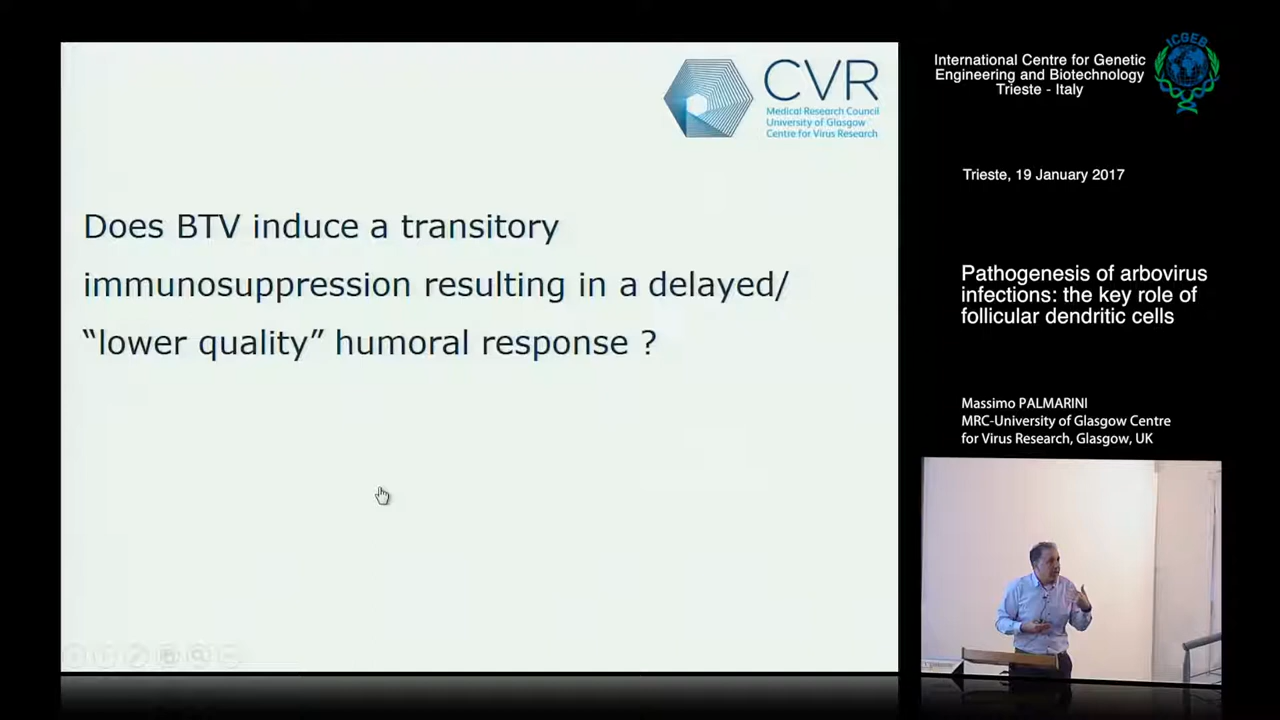 CVR
Medical Research Council
University of Glasgow
Centre for Virus Research
Does BTV induce a transitory
immunosuppression resulting in a delayed/
“lower quality” humoral response ?
International Centre for Genetic
Engineering and Biotechnology
Trieste - Italy
ICGEB
Trieste, 19 January 2017
Pathogenesis of arbovirus
infections: the key role of
follicular dendritic cells
Massimo PALMARINI
MRC-University of Glasgow Centre
for Virus Research, Glasgow, UK